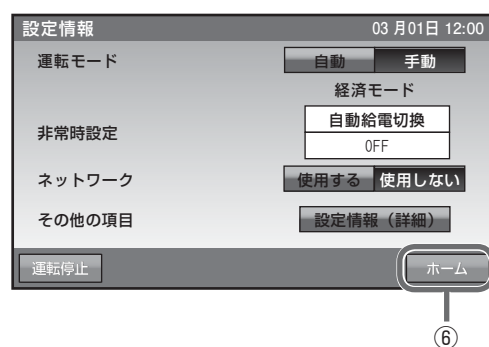 設定情報 03月01日 12:00
運転モード 自動 手動
経済モード
非常時設定 自動給電切換
OFF
ネットワーク 使用する 使用しない
その他の項目 設定情報（詳細）
運転停止 ホーム
⑥